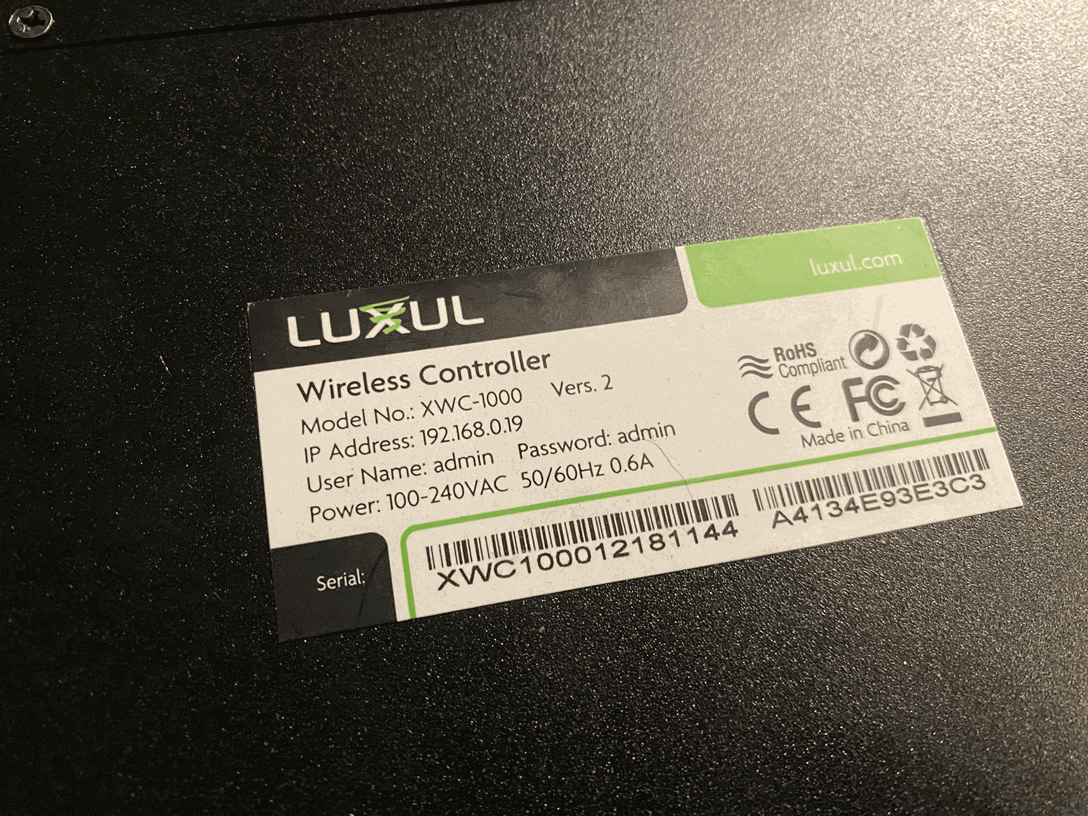 LUXUL
luxul.com
Wireless Controller
Model No.: XWC-1000 Vers. 2
IP Address: 192.168.0.19
User Name: admin Password: admin
Power: 100-240VAC 50/60Hz 0.6A
RoHS
Compliant
CE FC
Made in China
Serial:
XWC100012181144
A4134E93E3C3